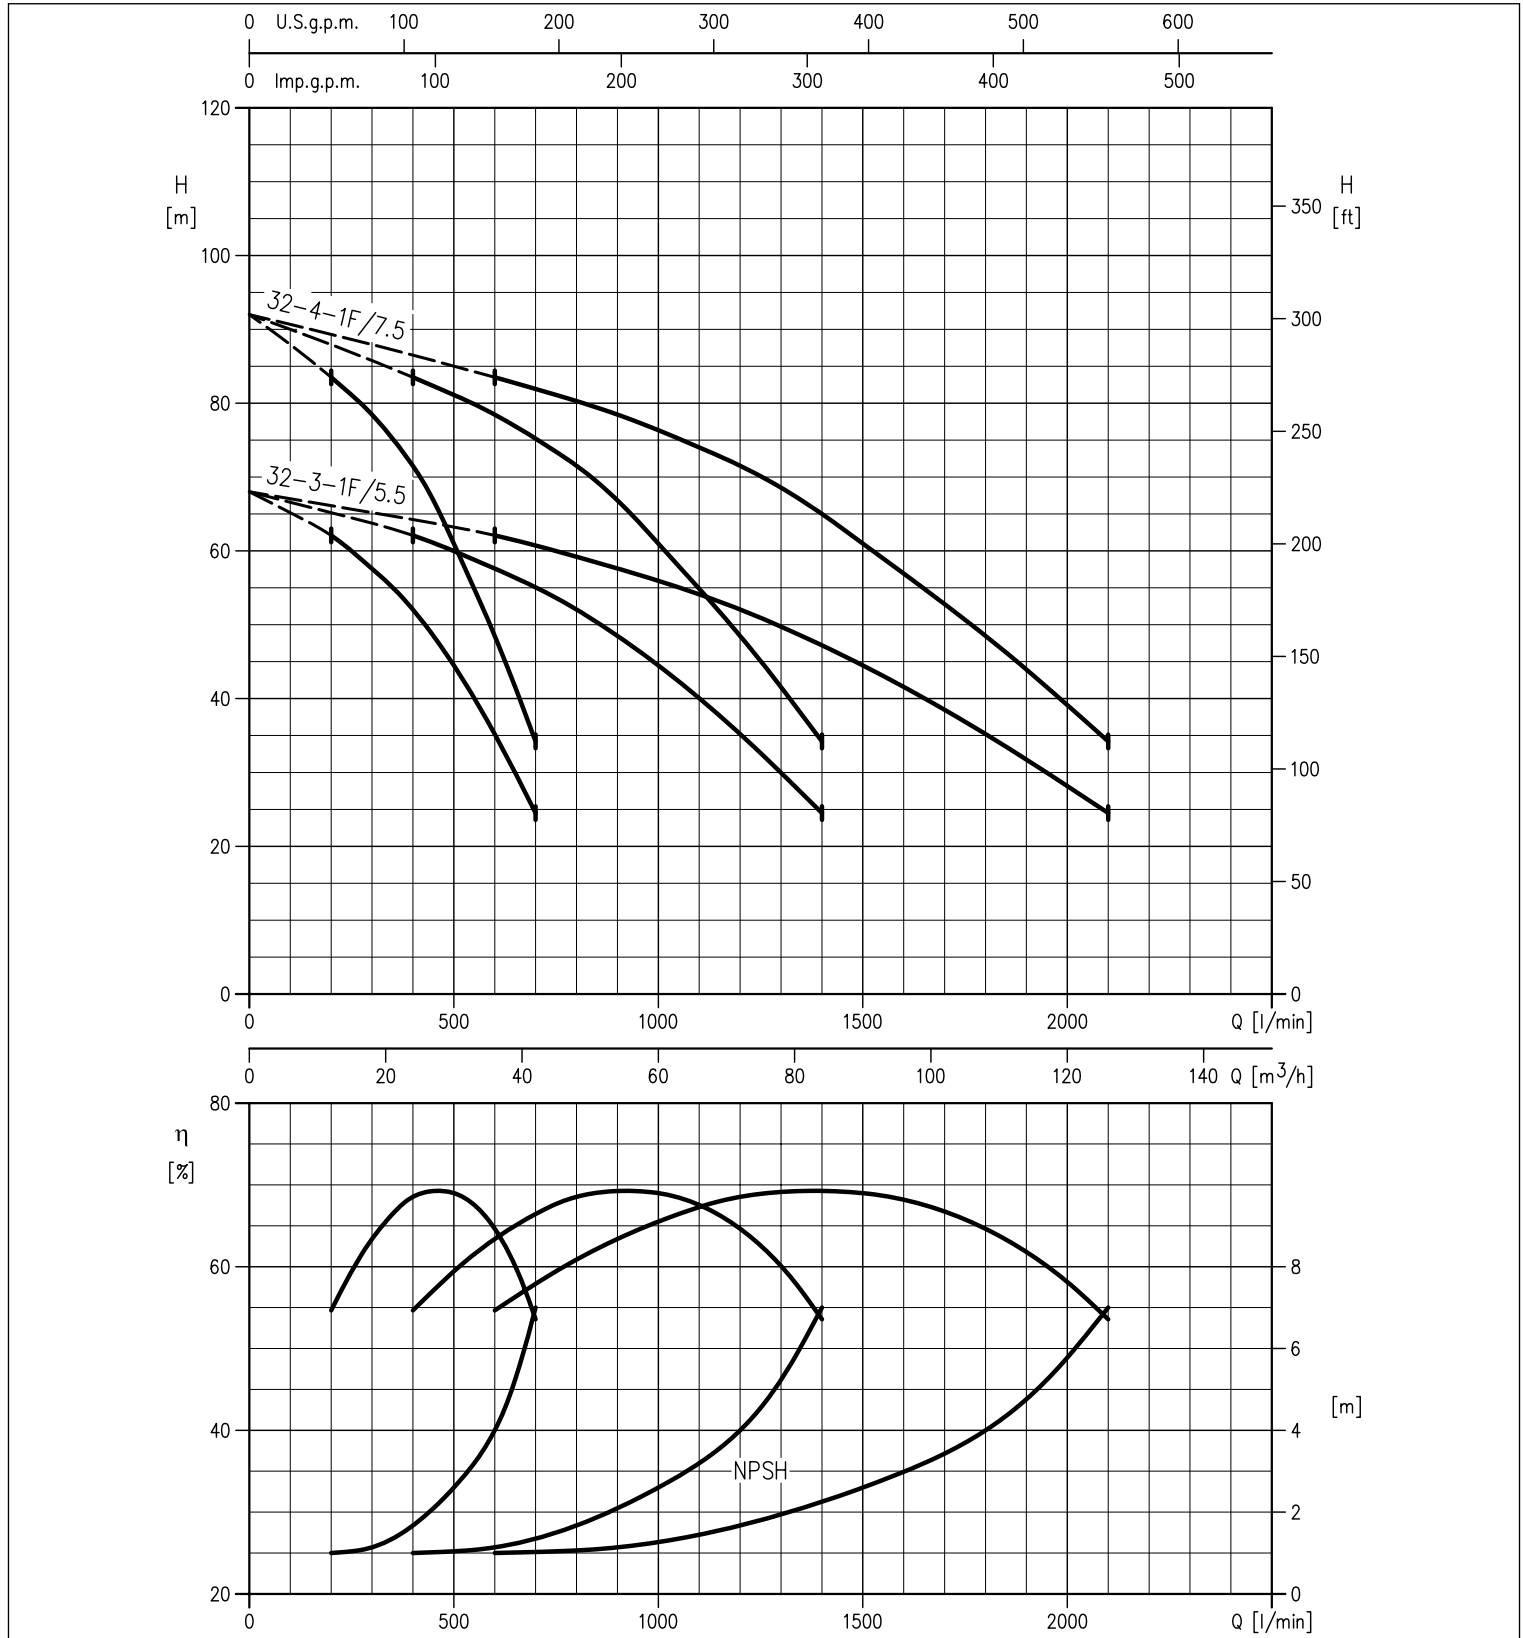 0 U.S.g.p.m. 100 200 300 400 500 600
0 Imp.g.p.m. 100 200 300 400 500
120
H
[m]
H
[ft]
350
100
32-4-1F/7.5
300
80
250
32-3-1F/5.5
60
200
150
40
100
20
50
0
0
0 500 1000 1500 2000 Q [l/min]
0 20 40 60 80 100 120 140 Q [m³/h]
80
η
[%]
60
8
6
[m]
40
4
NPSH
2
20
0
0 500 1000 1500 2000 Q [l/min]